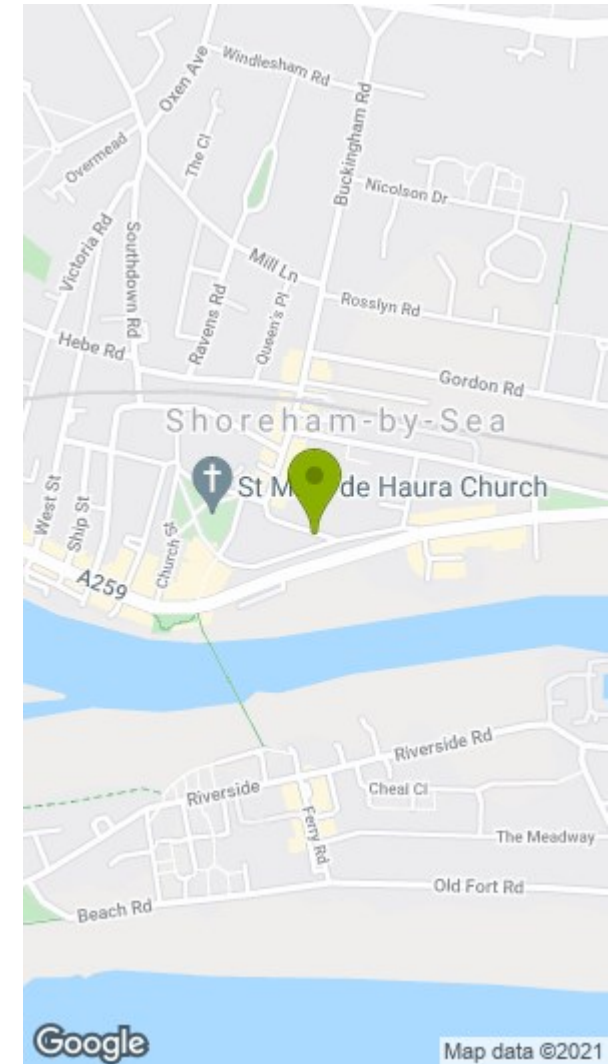 Windlesham Rd
Oxen Ave
Buckingham Rd
Overmead
The Cl
Nicolson Dr
Victoria Rd
Southdown Rd
Mill Ln
Ravens Rd
Queen's Pl
Rosslyn Rd
Hebe Rd
Gordon Rd
Shoreham-by-Sea
St M de Haura Church
West St
Ship St
Church St
A259
Riverside Rd
Riverside
Cheal Cl
Ferry Rd
The Meadway
Old Fort Rd
Beach Rd
Google
Map data ©2021